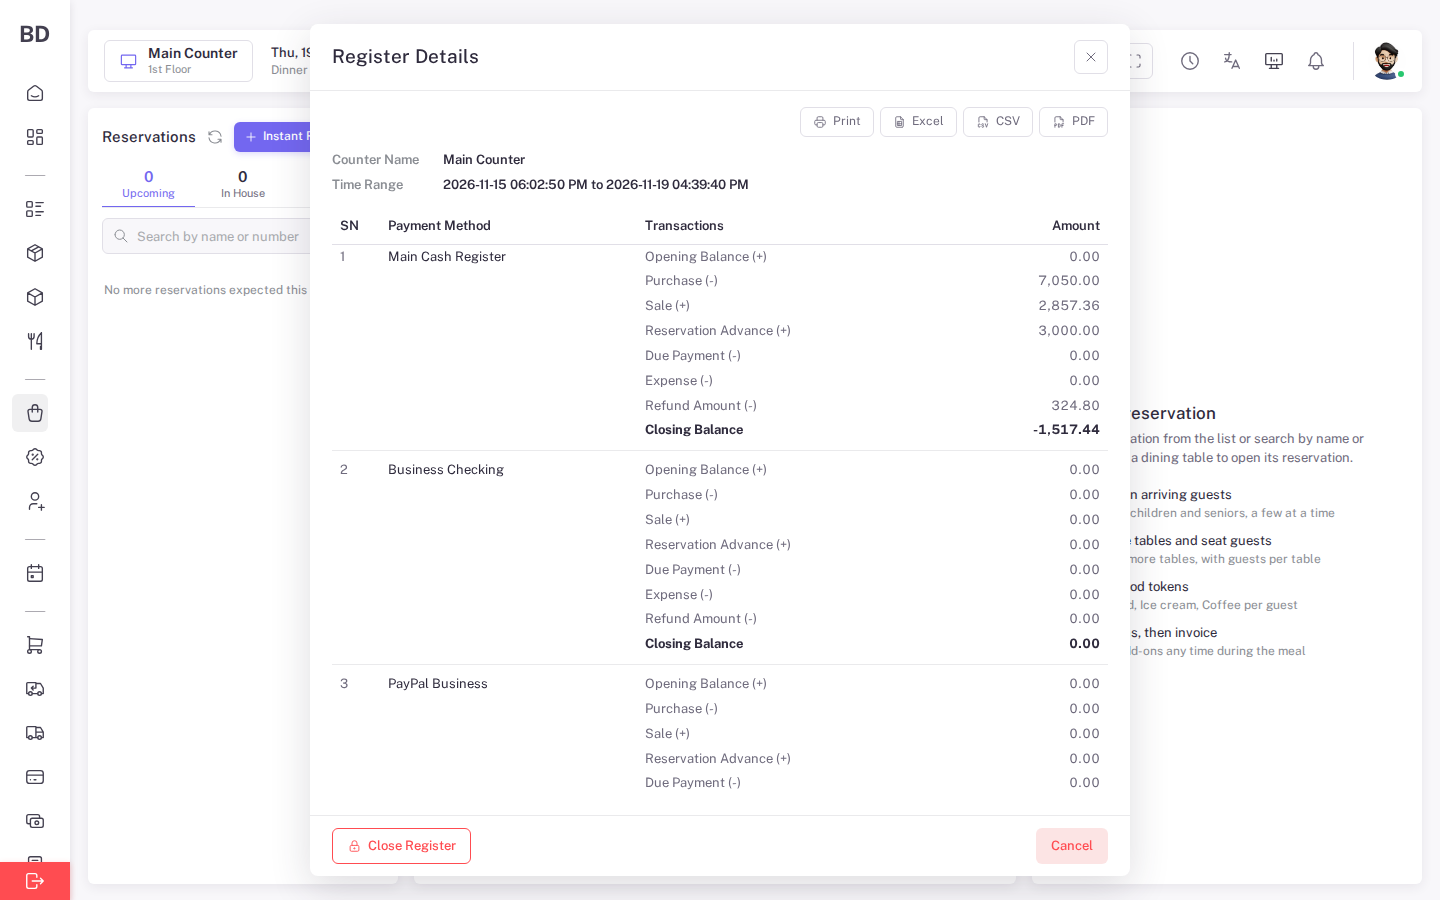 BD
Main Counter
1st Floor
Thu, 19
Dinner
Reservations
Instant
0
Upcoming
0
In House
Search by name or number
No more reservations expected this
Register Details
Print
Excel
CSV
PDF
Counter Name Main Counter
Time Range 2026-11-15 06:02:50 PM to 2026-11-19 04:39:40 PM
SN Payment Method Transactions Amount
1 Main Cash Register Opening Balance (+) 0.00
Purchase (-) 7,050.00
Sale (+) 2,857.36
Reservation Advance (+) 3,000.00
Due Payment (-) 0.00
Expense (-) 0.00
Refund Amount (-) 324.80
Closing Balance -1,517.44
2 Business Checking Opening Balance (+) 0.00
Purchase (-) 0.00
Sale (+) 0.00
Reservation Advance (+) 0.00
Due Payment (-) 0.00
Expense (-) 0.00
Refund Amount (-) 0.00
Closing Balance 0.00
3 PayPal Business Opening Balance (+) 0.00
Purchase (-) 0.00
Sale (+) 0.00
Reservation Advance (+) 0.00
Due Payment (-) 0.00
Close Register
Cancel
eservation
ation from the list or search by name or
a dining table to open its reservation.
n arriving guests
children and seniors, a few at a time
tables and seat guests
more tables, with guests per table
od tokens
d, Ice cream, Coffee per guest
s, then invoice
ld-ons any time during the meal